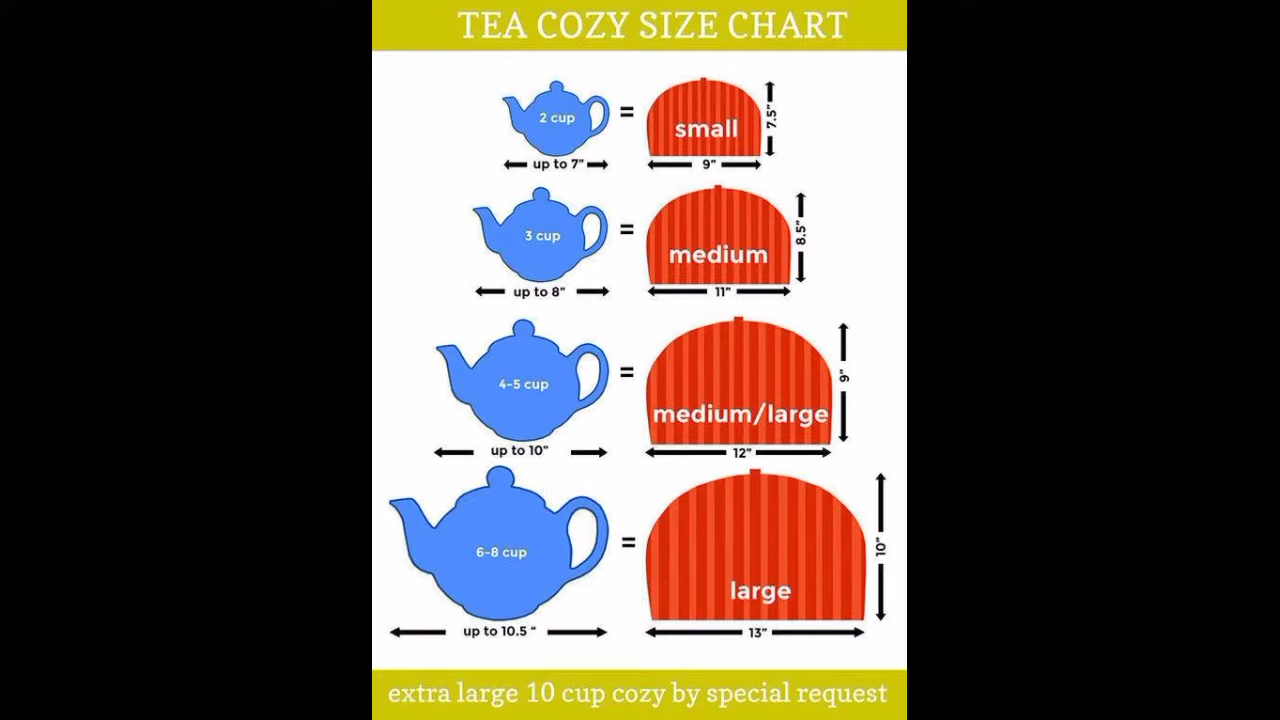 TEA COZY SIZE CHART
2 cup
=
small
7.5"
up to 7"
9"
3 cup
=
medium
8.5"
up to 8"
11"
4-5 cup
=
medium/large
9"
up to 10"
12"
6-8 cup
=
large
10"
up to 10.5 "
13"
extra large 10 cup cozy by special request